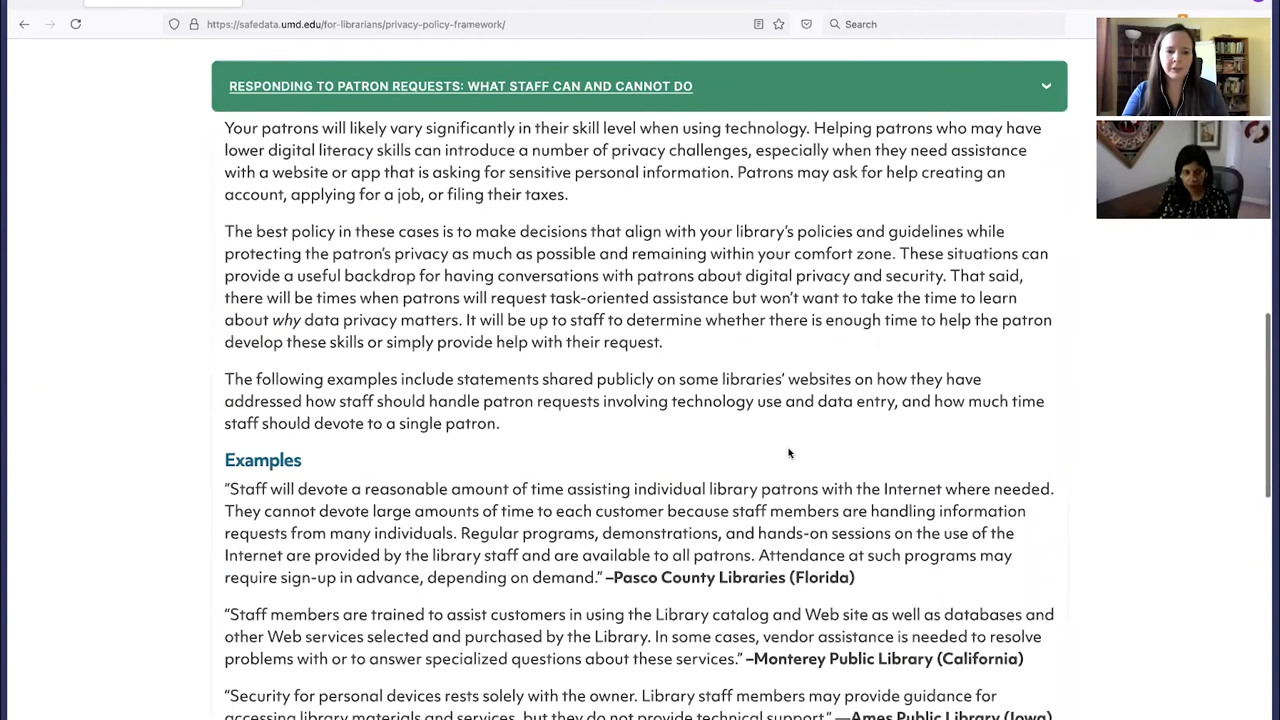 https://safedata.umd.edu/for-librarians/privacy-policy-framework/
Search
RESPONDING TO PATRON REQUESTS: WHAT STAFF CAN AND CANNOT DO
Your patrons will likely vary significantly in their skill level when using technology. Helping patrons who may have
lower digital literacy skills can introduce a number of privacy challenges, especially when they need assistance
with a website or app that is asking for sensitive personal information. Patrons may ask for help creating an
account, applying for a job, or filing their taxes.
The best policy in these cases is to make decisions that align with your library's policies and guidelines while
protecting the patron's privacy as much as possible and remaining within your comfort zone. These situations can
provide a useful backdrop for having conversations with patrons about digital privacy and security. That said,
there will be times when patrons will request task-oriented assistance but won't want to take the time to learn
about why data privacy matters. It will be up to staff to determine whether there is enough time to help the patron
develop these skills or simply provide help with their request.
The following examples include statements shared publicly on some libraries' websites on how they have
addressed how staff should handle patron requests involving technology use and data entry, and how much time
staff should devote to a single patron.
Examples
“Staff will devote a reasonable amount of time assisting individual library patrons with the Internet where needed.
They cannot devote large amounts of time to each customer because staff members are handling information
requests from many individuals. Regular programs, demonstrations, and hands-on sessions on the use of the
Internet are provided by the library staff and are available to all patrons. Attendance at such programs may
require sign-up in advance, depending on demand.” –Pasco County Libraries (Florida)
“Staff members are trained to assist customers in using the Library catalog and Web site as well as databases and
other Web services selected and purchased by the Library. In some cases, vendor assistance is needed to resolve
problems with or to answer specialized questions about these services.” –Monterey Public Library (California)
“Security for personal devices rests solely with the owner. Library staff members may provide guidance for
accessing library materials and services, but they do not provide technical support.” —Ames Public Library (Iowa)